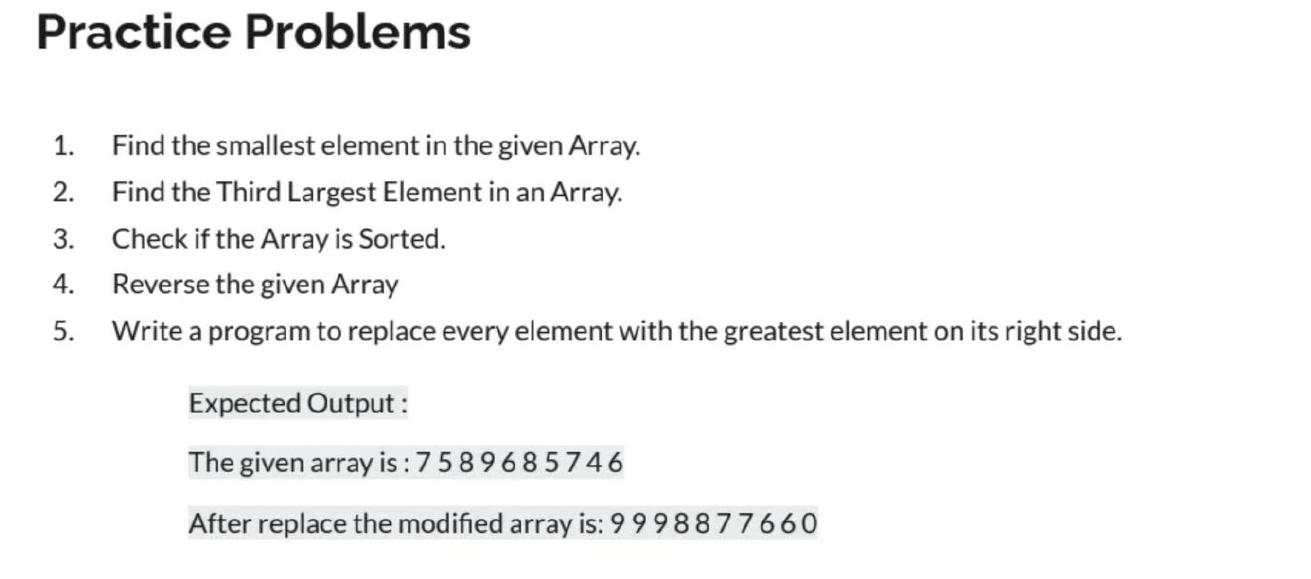 Practice Problems
1. Find the smallest element in the given Array.
2. Find the Third Largest Element in an Array.
3. Check if the Array is Sorted.
4. Reverse the given Array
5. Write a program to replace every element with the greatest element on its right side.
Expected Output :
The given array is : 7 5 8 9 6 8 5 7 4 6
After replace the modified array is: 9 9 9 8 8 7 7 6 6 0